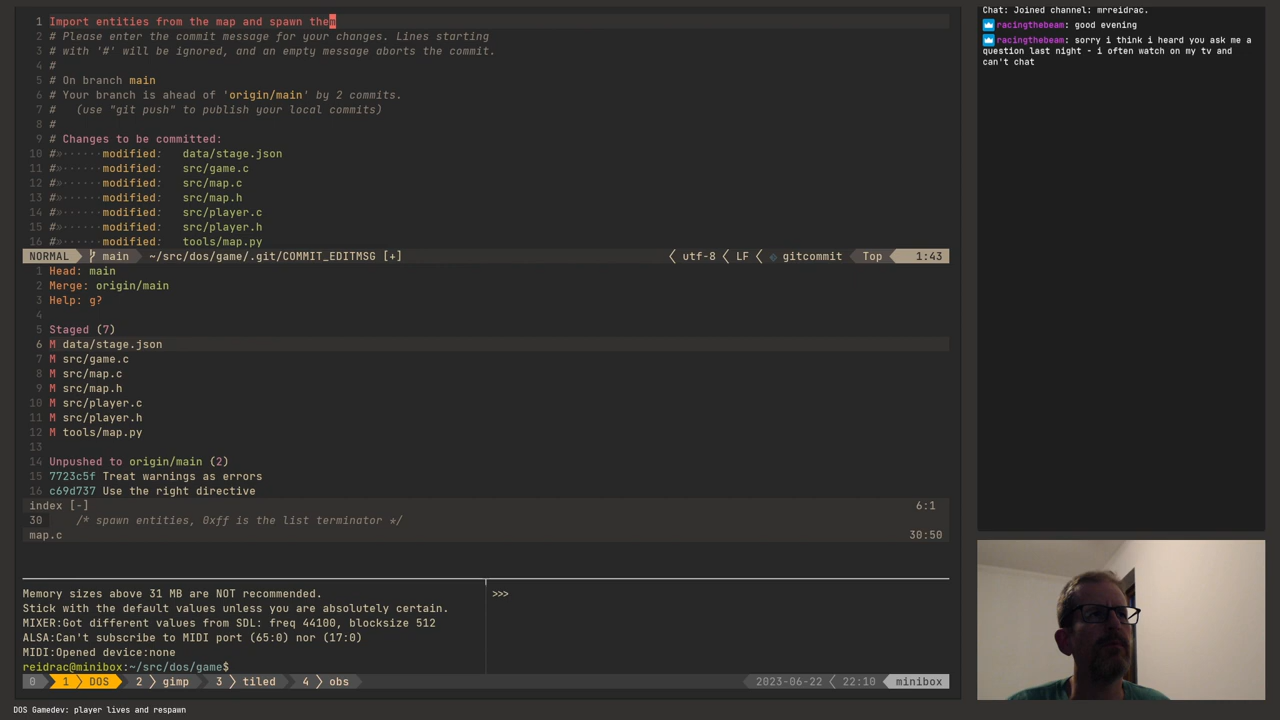 1 Import entities from the map and spawn them
2 # Please enter the commit message for your changes. Lines starting
3 # with '#' will be ignored, and an empty message aborts the commit.
4 #
5 # On branch main
6 # Your branch is ahead of 'origin/main' by 2 commits.
7 #   (use "git push" to publish your local commits)
8 #
9 # Changes to be committed:
10 #»······modified:   data/stage.json
11 #»······modified:   src/game.c
12 #»······modified:   src/map.c
13 #»······modified:   src/map.h
14 #»······modified:   src/player.c
15 #»······modified:   src/player.h
16 #»······modified:   tools/map.py
NORMAL main ~/src/dos/game/.git/COMMIT_EDITMSG [+] utf-8 LF gitcommit Top 1:43
1 Head: main
2 Merge: origin/main
3 Help: g?
4
5 Staged (7)
6 M data/stage.json
7 M src/game.c
8 M src/map.c
9 M src/map.h
10 M src/player.c
11 M src/player.h
12 M tools/map.py
13
14 Unpushed to origin/main (2)
15 7723c5f Treat warnings as errors
16 c69d737 Use the right directive
index [-] 6:1
30 /* spawn entities, 0xff is the list terminator */
map.c 30:50
Memory sizes above 31 MB are NOT recommended.
Stick with the default values unless you are absolutely certain.
MIXER:Got different values from SDL: freq 44100, blocksize 512
ALSA:Can't subscribe to MIDI port (65:0) nor (17:0)
MIDI:Opened device:none
reidrac@minibox:~/src/dos/game$
>>>
0 1 DOS 2 gimp 3 tiled 4 obs 2023-06-22 22:10 minibox
DOS Gamedev: player lives and respawn
Chat: Joined channel: mrreidrac.
racingthebeam: good evening
racingthebeam: sorry i think i heard you ask me a
question last night - i often watch on my tv and
can't chat